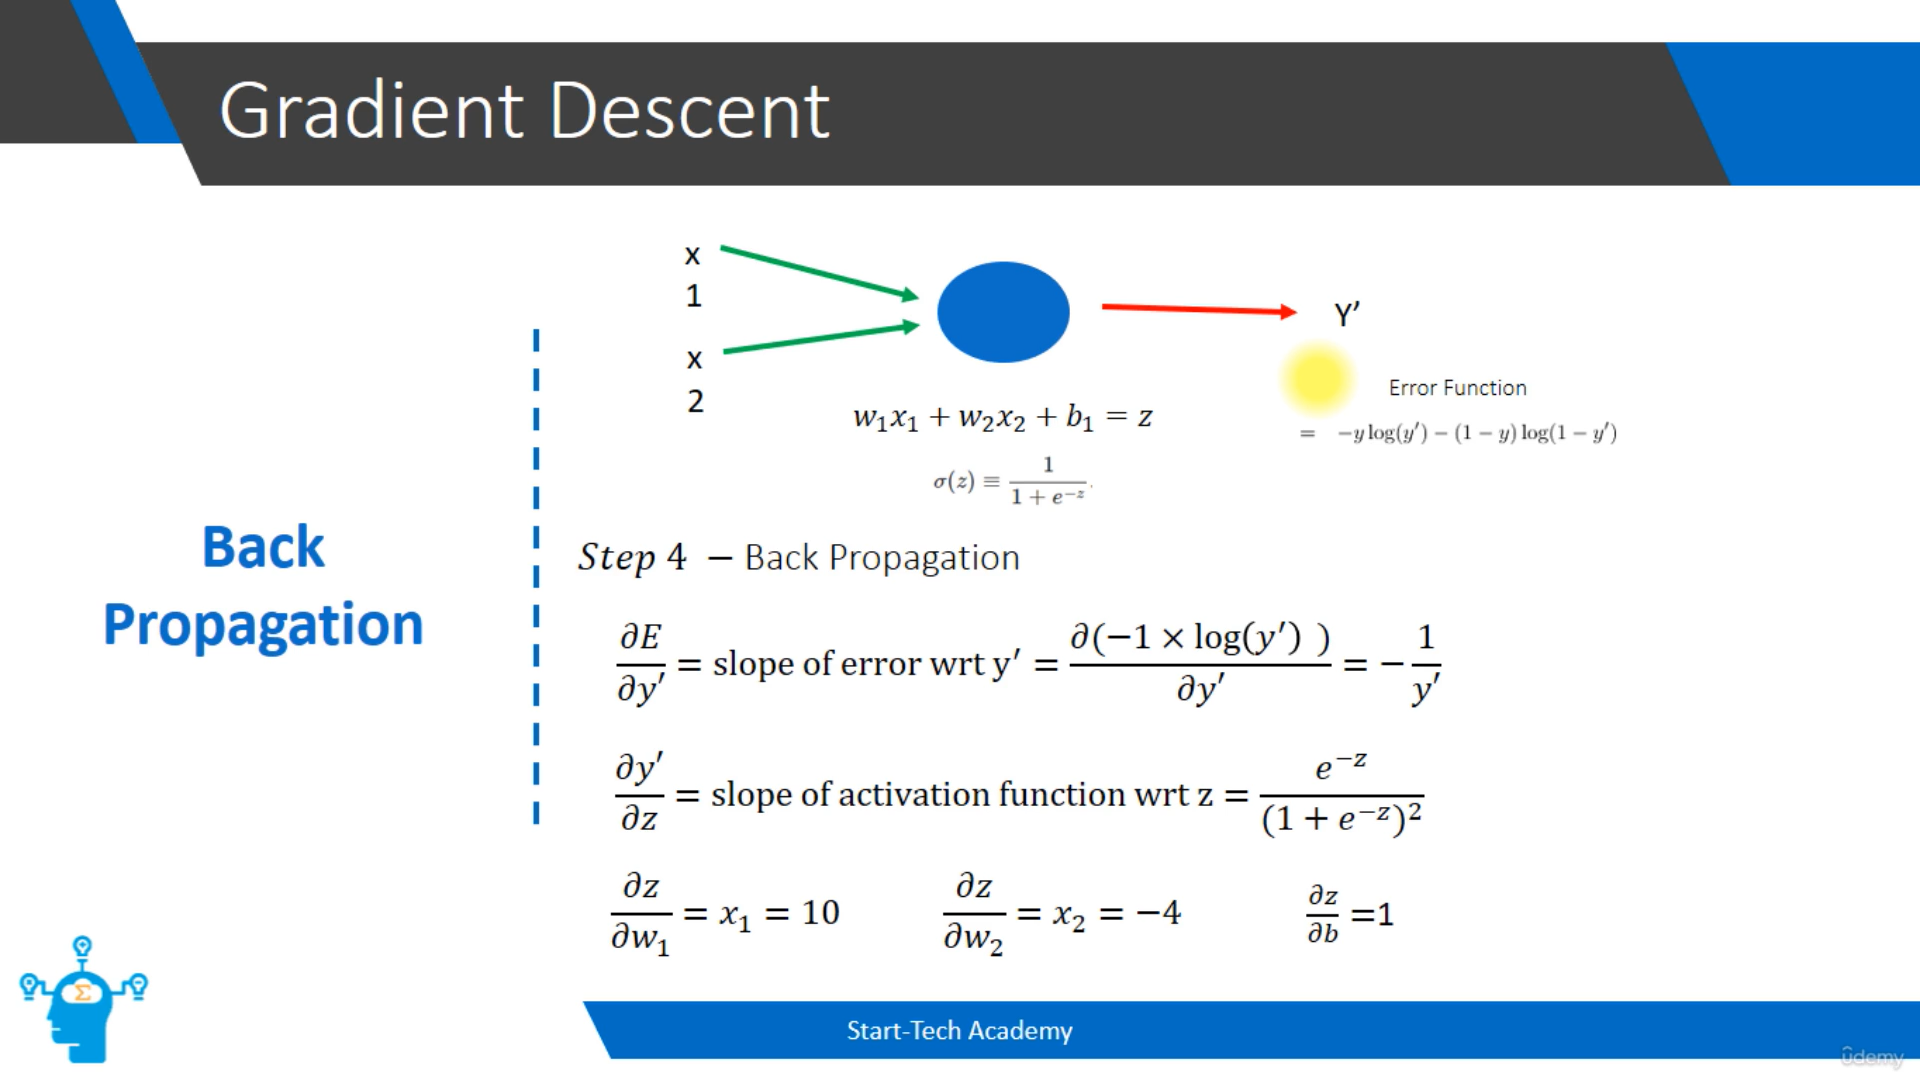 Gradient Descent
x
1
x
2
Y′
w₁x₁ + w₂x₂ + b₁ = z
σ(z) ≡ 1 / (1 + e⁻ᶻ).
Error Function
= −y log(y′) − (1 − y) log(1 − y′)
Back
Propagation
Step 4 − Back Propagation
∂E/∂y′ = slope of error wrt y′ = ∂(−1 × log(y′) )/∂y′ = − 1/y′
∂y′/∂z = slope of activation function wrt z = e⁻ᶻ/(1 + e⁻ᶻ)²
∂z/∂w₁ = x₁ = 10 ∂z/∂w₂ = x₂ = −4 ∂z/∂b =1
Σ
Start-Tech Academy
ûdemy